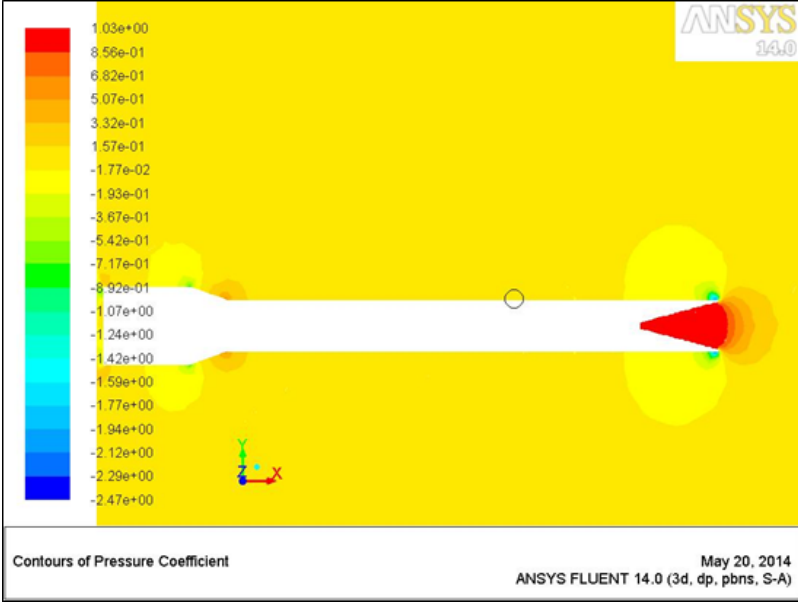 ANSYS
14.0
1.03e+00
8.56e-01
6.82e-01
5.07e-01
3.32e-01
1.57e-01
-1.77e-02
-1.93e-01
-3.67e-01
-5.42e-01
-7.17e-01
-8.92e-01
-1.07e+00
-1.24e+00
-1.42e+00
-1.59e+00
-1.77e+00
-1.94e+00
-2.12e+00
-2.29e+00
-2.47e+00
Y
Z X
Contours of Pressure Coefficient
May 20, 2014
ANSYS FLUENT 14.0 (3d, dp, pbns, S-A)